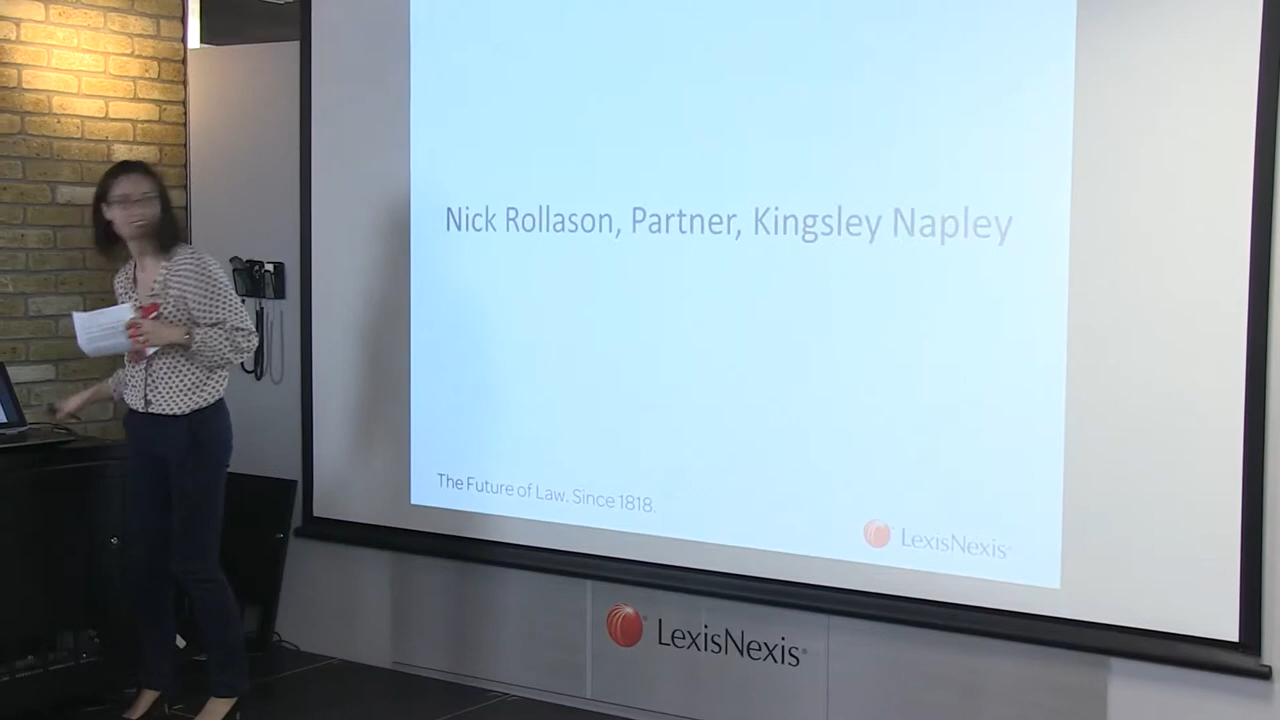 Nick Rollason, Partner, Kingsley Napley
The Future of Law. Since 1818.
LexisNexis
LexisNexis